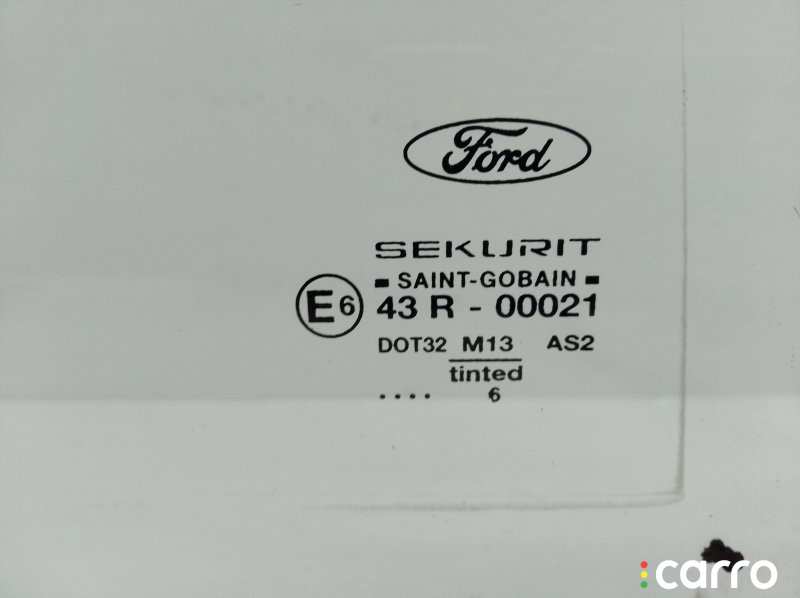 Ford
SEKURIT
SAINT-GOBAIN
E6 43 R - 00021
DOT32 M13 AS2
tinted
.... 6
carro